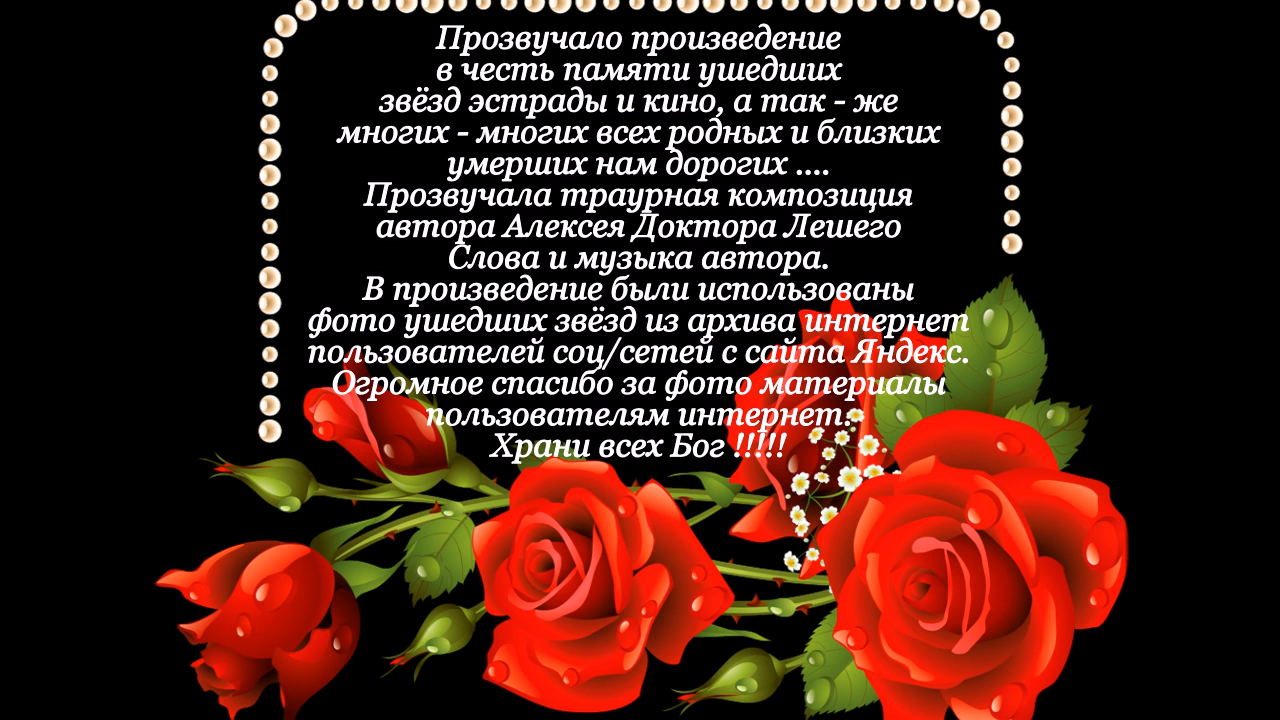 Прозвучало произведение
в честь памяти ушедших
звёзд эстрады и кино, а так - же
многих - многих всех родных и близких
умерших нам дорогих ....
Прозвучала траурная композиция
автора Алексея Доктора Лешего
Слова и музыка автора.
В произведение были использованы
фото ушедших звёзд из архива интернет
пользователей соц/сетей с сайта Яндекс.
Огромное спасибо за фото материалы
пользователям интернет.
Храни всех Бог !!!!!